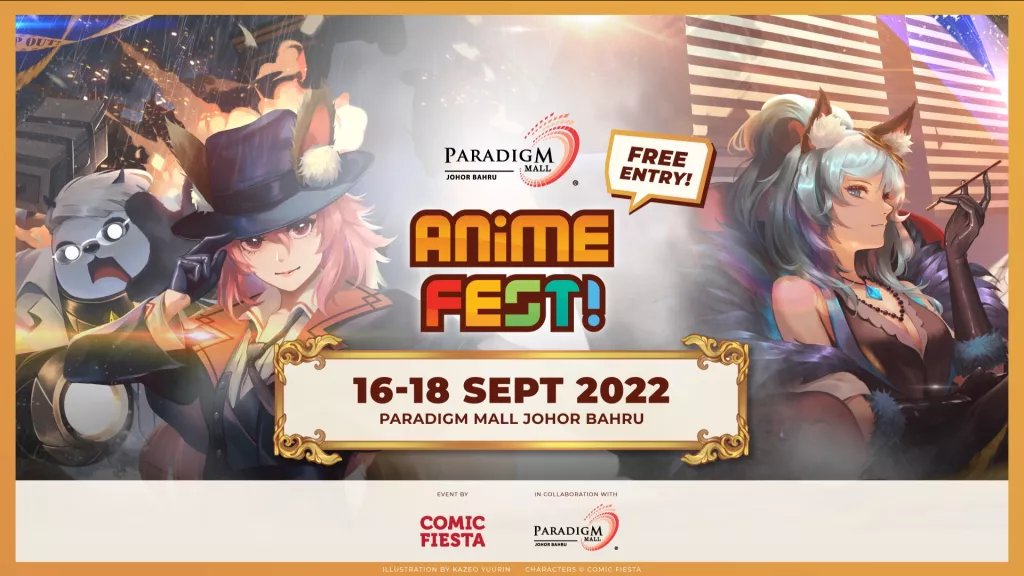 P OUT
PARADIGM
MALL
JOHOR BAHRU
®
FREE
ENTRY!
ANiME
FEST!
16-18 SEPT 2022
PARADIGM MALL JOHOR BAHRU
EVENT BY
IN COLLABORATION WITH
COMIC
FIESTA
PARADIGM
MALL
JOHOR BAHRU
®
ILLUSTRATION BY KAZEO YUURIN CHARACTERS © COMIC FIESTA